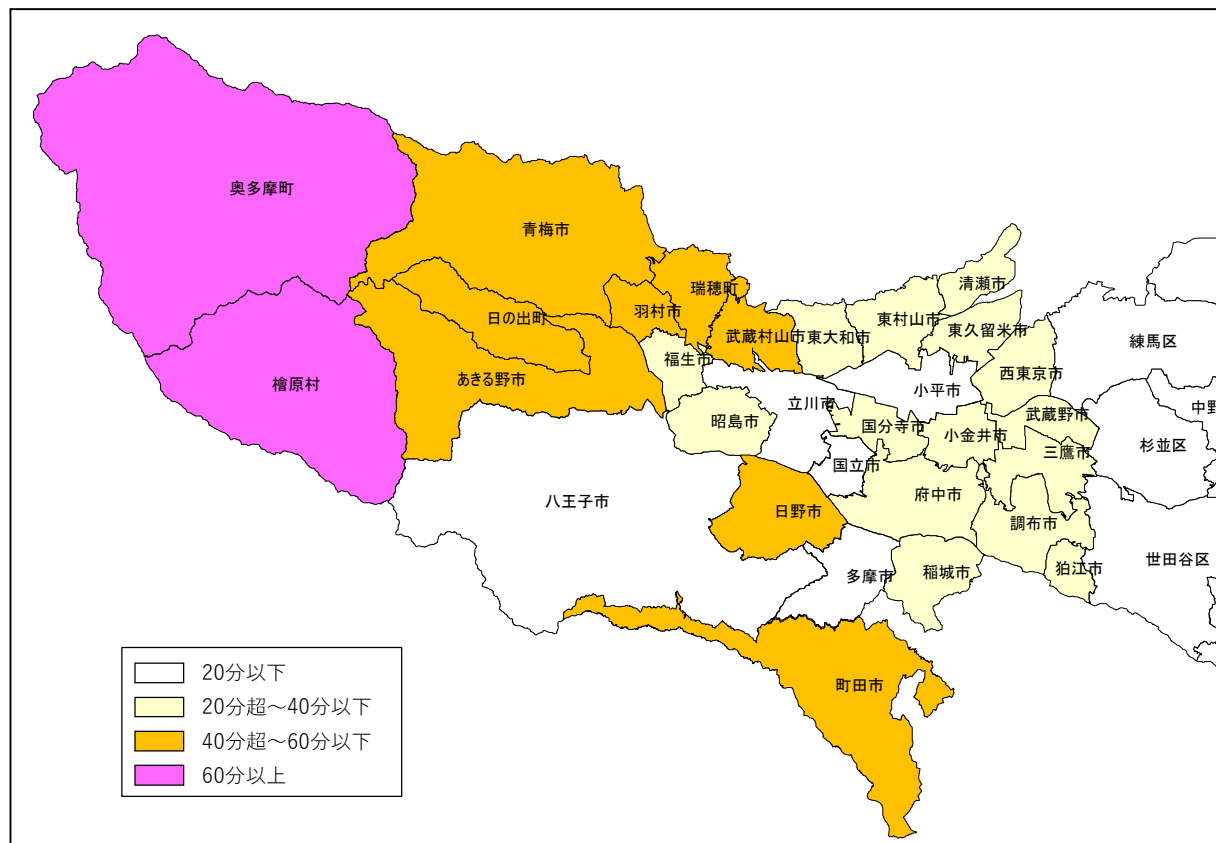 奥多摩町
青梅市
清瀬市
瑞穂町
羽村市
日の出町
東村山市
東久留米市
武蔵村山市
東大和市
練馬区
福生市
西東京市
あきる野市
檜原村
小平市
立川市
中野
武蔵野市
昭島市
国分寺市
小金井市
杉並区
三鷹市
国立市
八王子市
府中市
日野市
調布市
世田谷区
多摩市
稲城市
狛江市
町田市
20分以下
20分超～40分以下
40分超～60分以下
60分以上